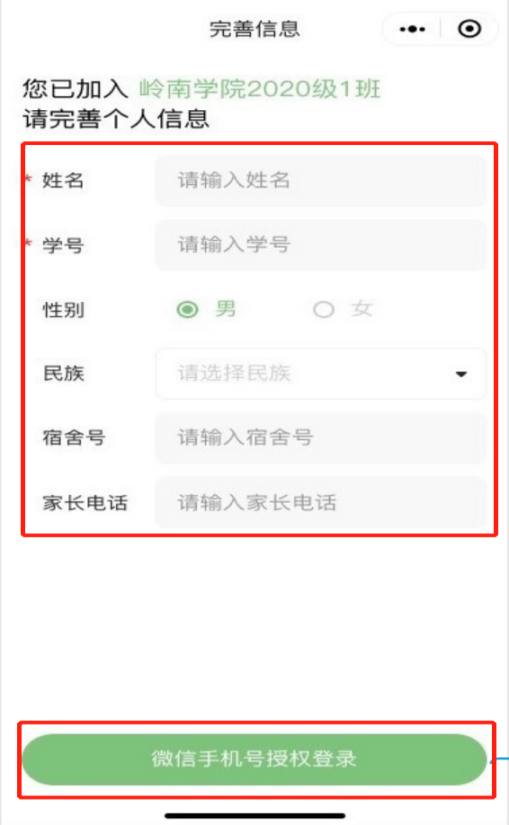 完善信息
您已加入 岭南学院2020级1班
请完善个人信息
* 姓名 请输入姓名
* 学号 请输入学号
性别 男 女
民族 请选择民族
宿舍号 请输入宿舍号
家长电话 请输入家长电话
微信手机号授权登录